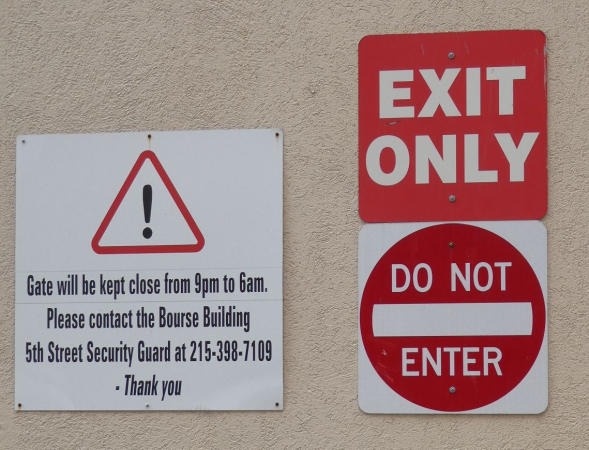 Gate will be kept close from 9pm to 6am.
Please contact the Bourse Building
5th Street Security Guard at 215-398-7109
- Thank you
EXIT
ONLY
DO NOT
ENTER